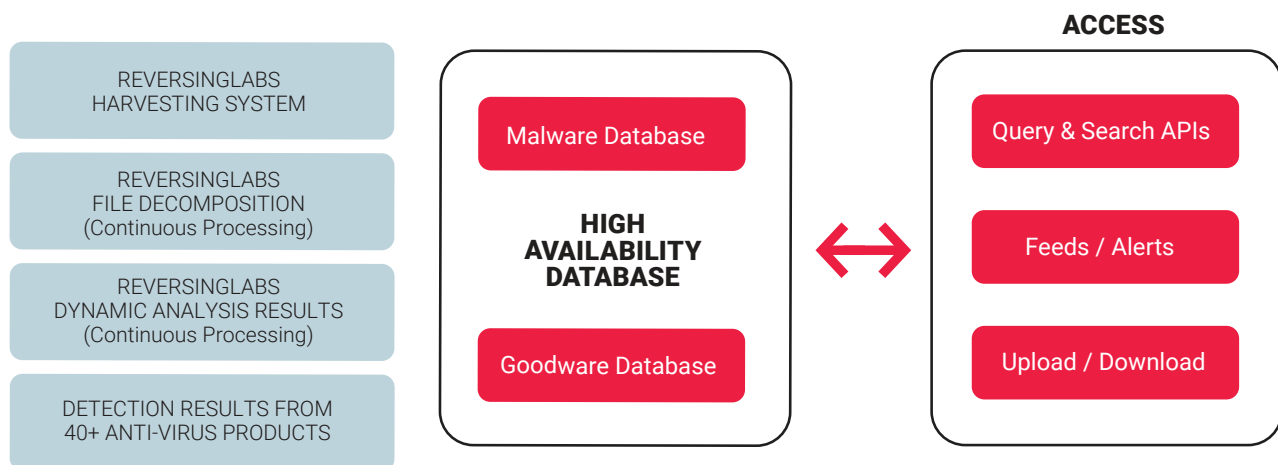 REVERSINGLABS
HARVESTING SYSTEM
REVERSINGLABS
FILE DECOMPOSITION
(Continuous Processing)
REVERSINGLABS
DYNAMIC ANALYSIS RESULTS
(Continuous Processing)
DETECTION RESULTS FROM
40+ ANTI-VIRUS PRODUCTS
Malware Database
HIGH
AVAILABILITY
DATABASE
Goodware Database
ACCESS
Query & Search APIs
Feeds / Alerts
Upload / Download